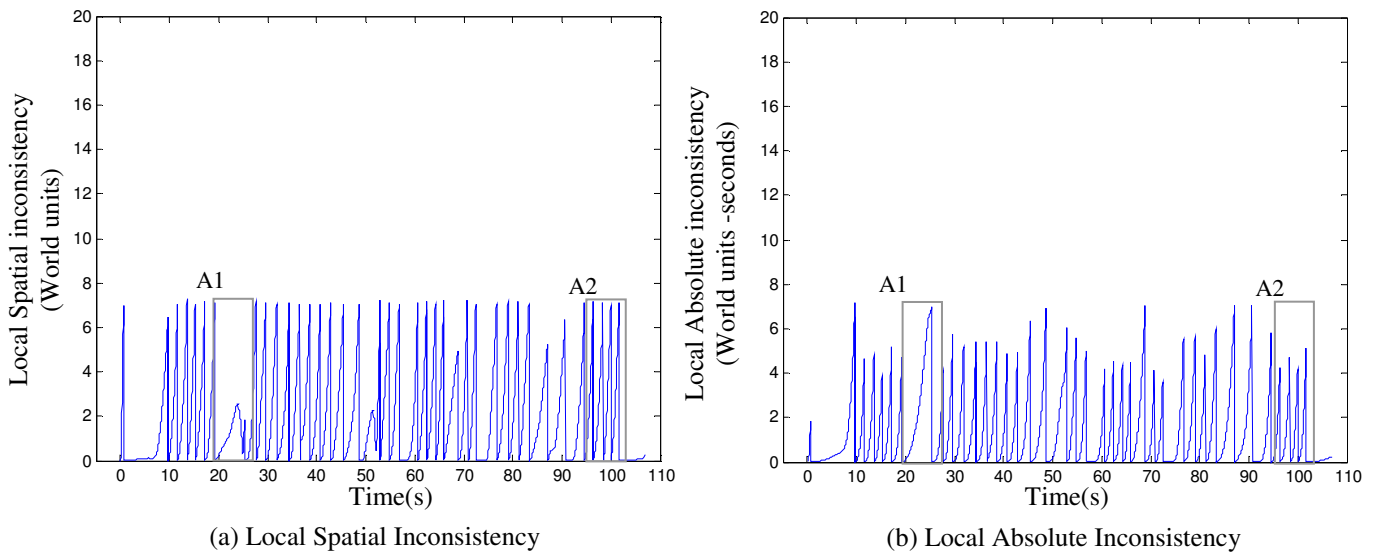 20
18
16
14
12
10
8
6
4
2
0
Local Spatial inconsistency
(World units)
A1
A2
0 10 20 30 40 50 60 70 80 90 100 110
Time(s)
(a) Local Spatial Inconsistency
20
18
16
14
12
10
8
6
4
2
0
Local Absolute inconsistency
(World units -seconds)
A1
A2
0 10 20 30 40 50 60 70 80 90 100 110
Time(s)
(b) Local Absolute Inconsistency